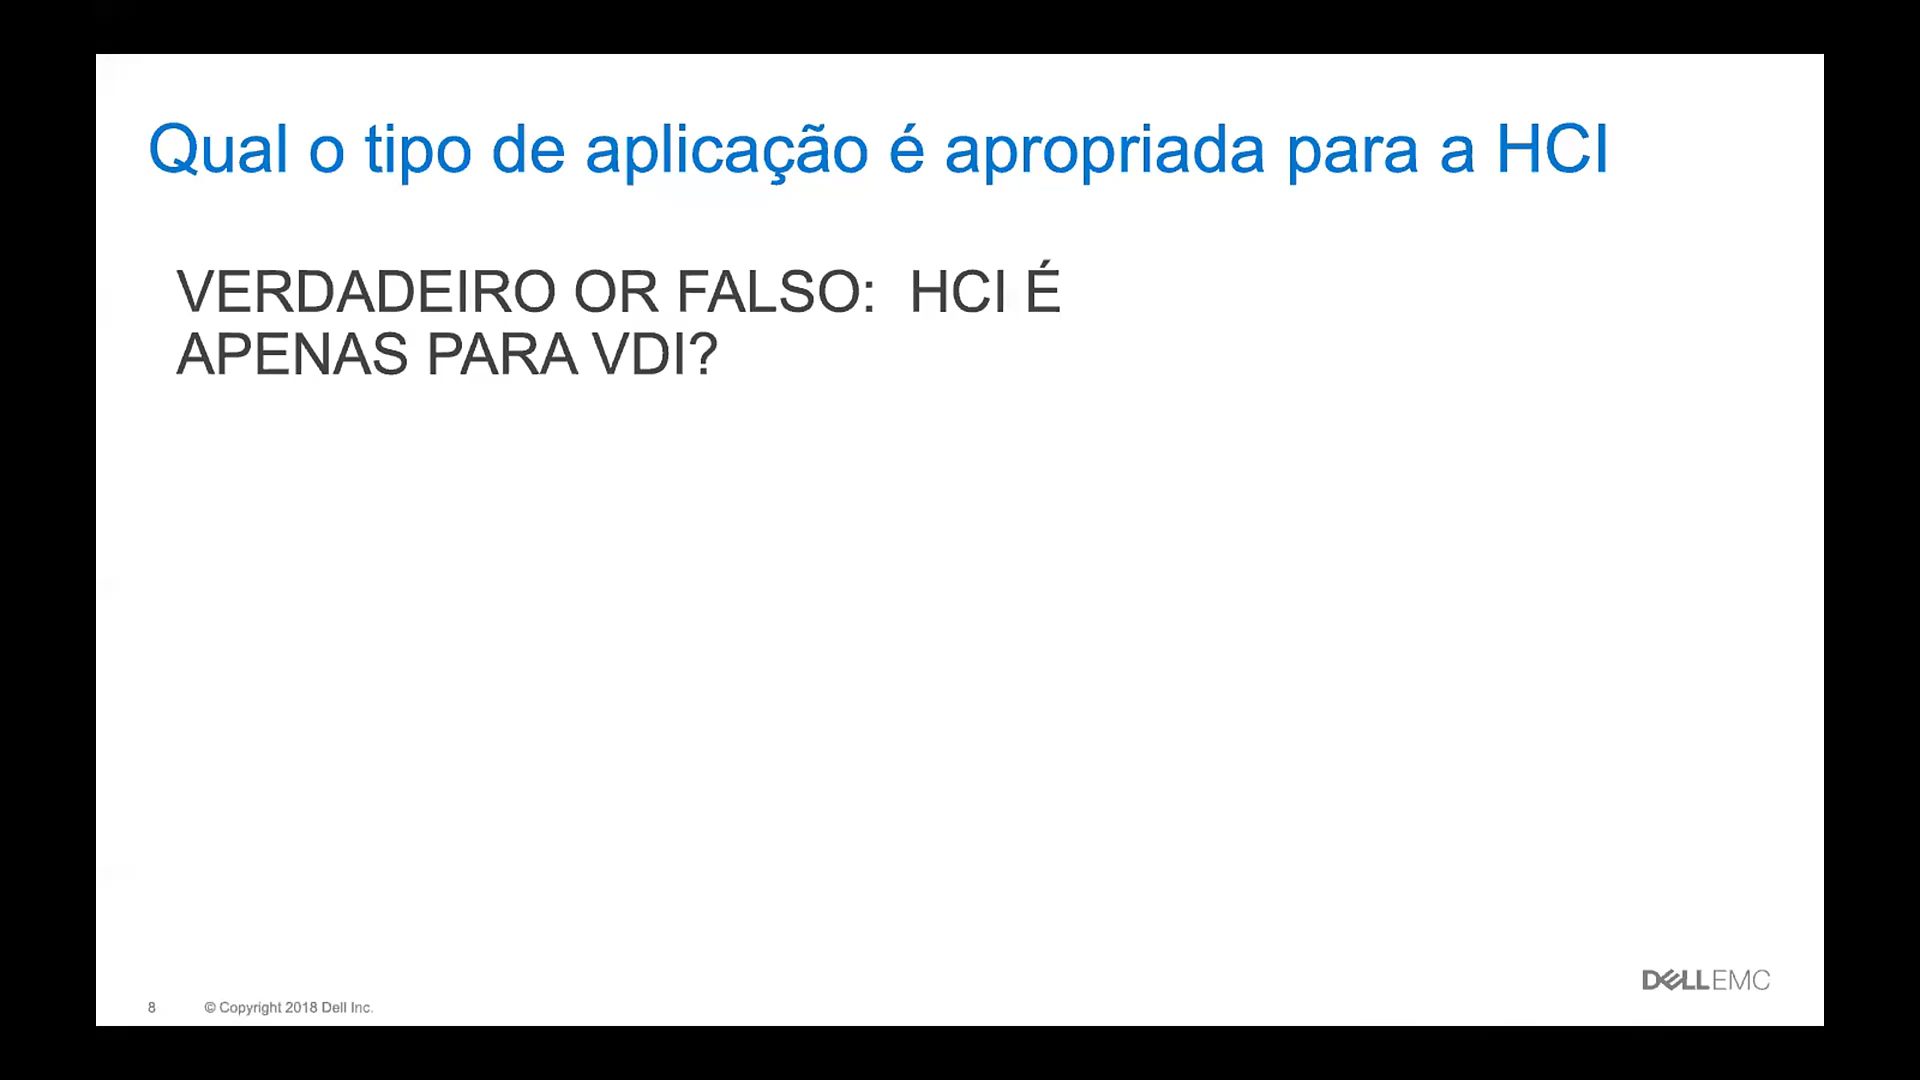 Qual o tipo de aplicação é apropriada para a HCI
VERDADEIRO OR FALSO:  HCI É
APENAS PARA VDI?
DELLEMC
8 © Copyright 2018 Dell Inc.